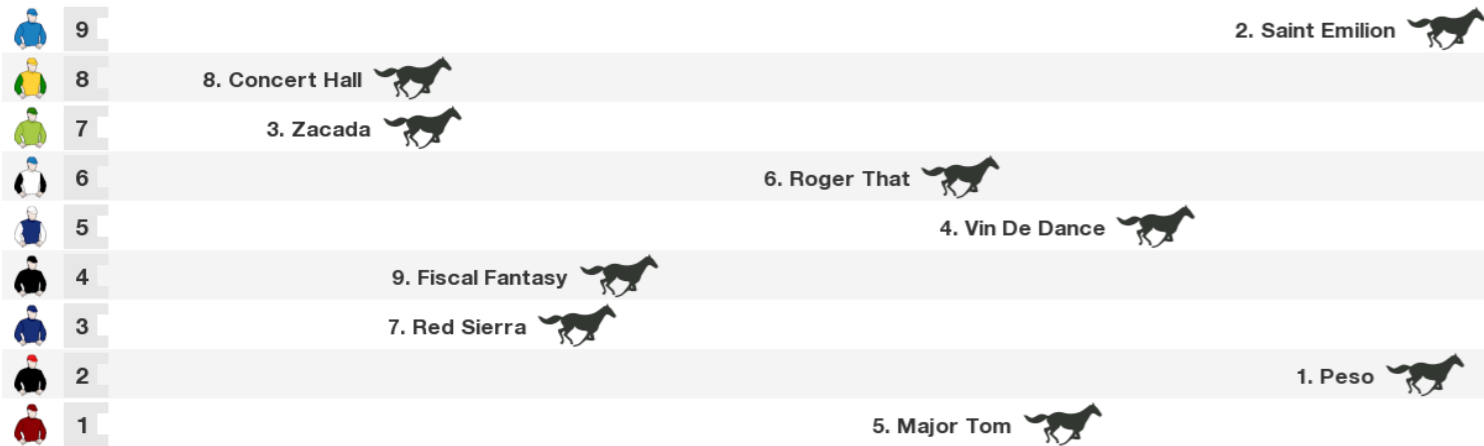 9 2. Saint Emilion
8 8. Concert Hall
7 3. Zacada
6 6. Roger That
5 4. Vin De Dance
4 9. Fiscal Fantasy
3 7. Red Sierra
2 1. Peso
1 5. Major Tom